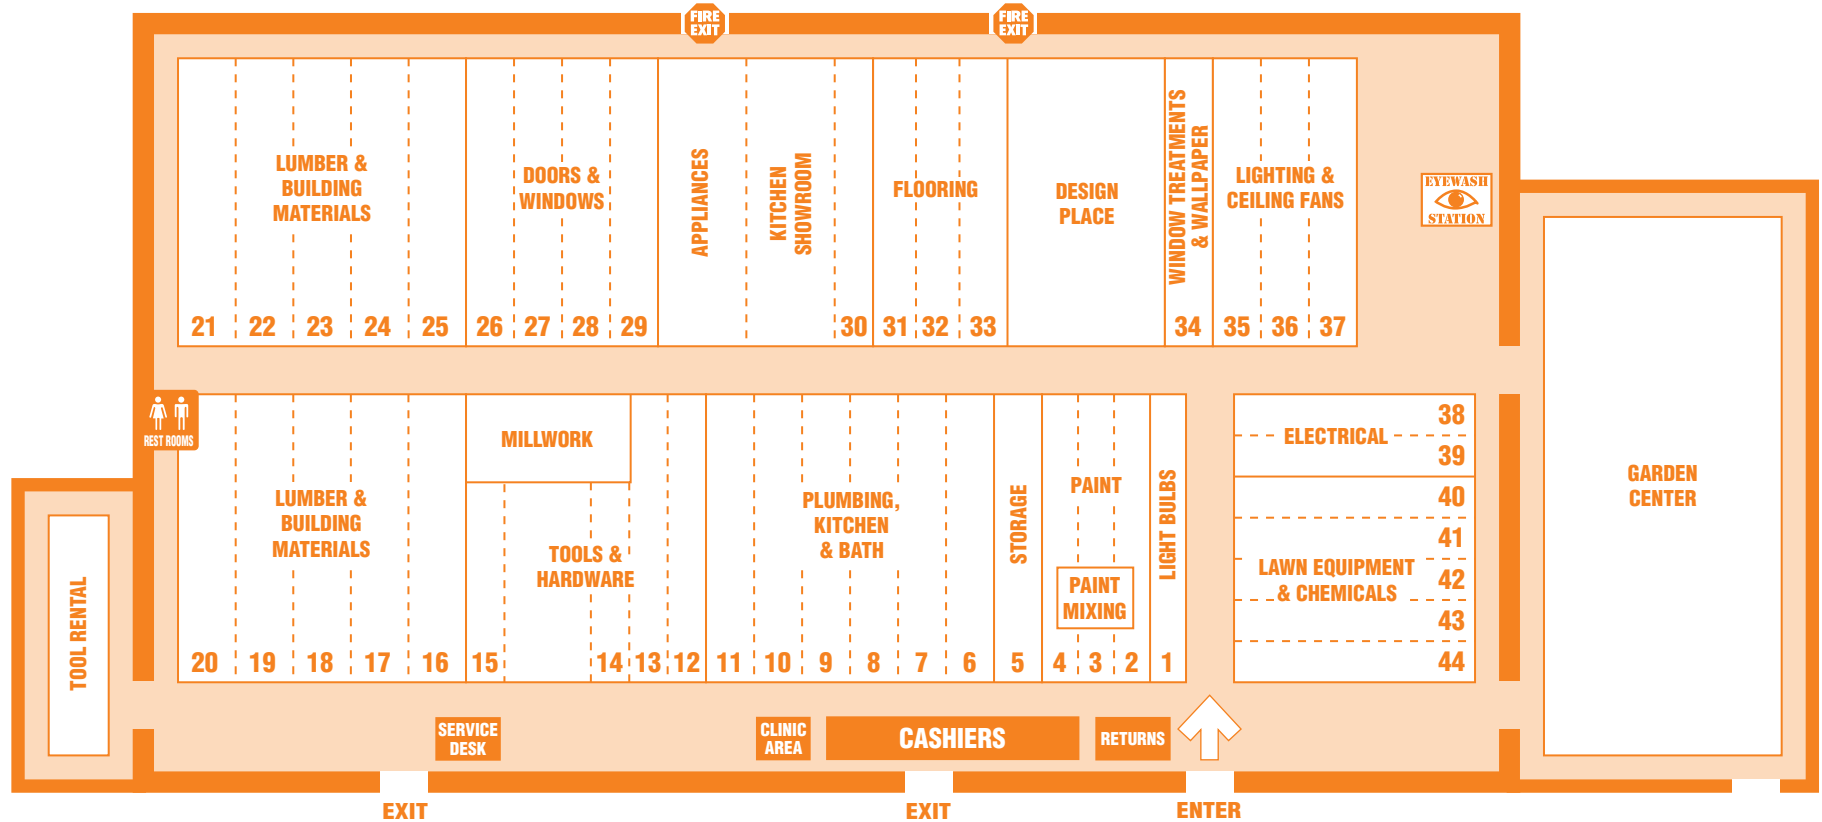 FIRE
EXIT
FIRE
EXIT
LUMBER &
BUILDING
MATERIALS
DOORS &
WINDOWS
APPLIANCES
KITCHEN
SHOWROOM
FLOORING
DESIGN
PLACE
WINDOW TREATMENTS
& WALLPAPER
LIGHTING &
CEILING FANS
EYEWASH
STATION
21 22 23 24 25 26 27 28 29 30 31 32 33 34 35 36 37
REST ROOMS
LUMBER &
BUILDING
MATERIALS
MILLWORK
TOOLS &
HARDWARE
PLUMBING,
KITCHEN
& BATH
STORAGE
PAINT
PAINT
MIXING
LIGHT BULBS
20 19 18 17 16 15 14 13 12 11 10 9 8 7 6 5 4 3 2 1
38
ELECTRICAL
39
40
41
LAWN EQUIPMENT
& CHEMICALS
42
43
44
GARDEN
CENTER
TOOL RENTAL
SERVICE
DESK
CLINIC
AREA
CASHIERS
RETURNS
EXIT
EXIT
ENTER